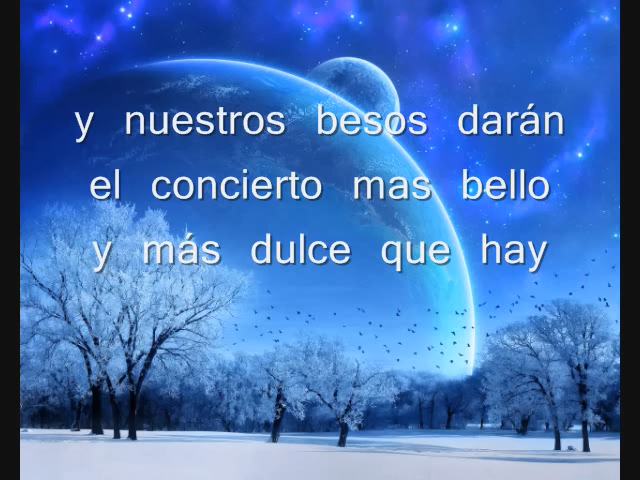 y nuestros besos darán
el concierto mas bello
y más dulce que hay